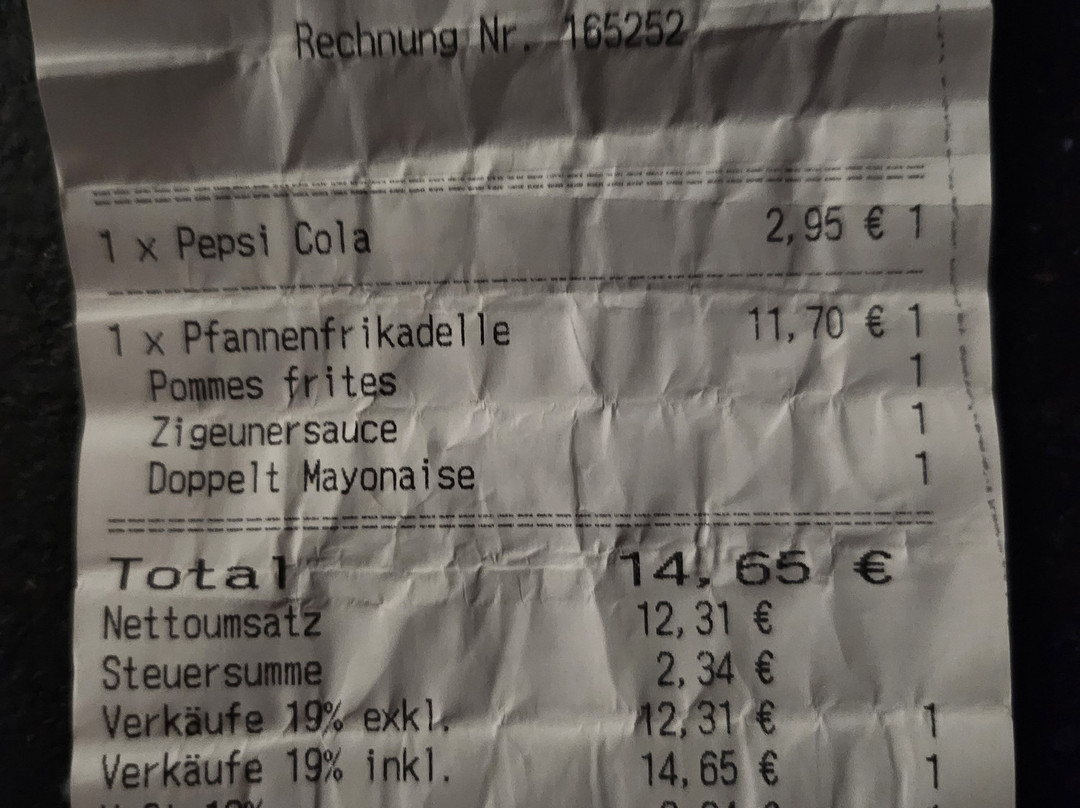 Rechnung Nr. 165252
1 x Pepsi Cola 2,95 € 1
1 x Pfannenfrikadelle 11,70 € 1
Pommes frites 1
Zigeunersauce 1
Doppelt Mayonaise 1
Total 14,65 €
Nettoumsatz 12,31 €
Steuersumme 2,34 €
Verkäufe 19% exkl. 12,31 € 1
Verkäufe 19% inkl. 14,65 € 1